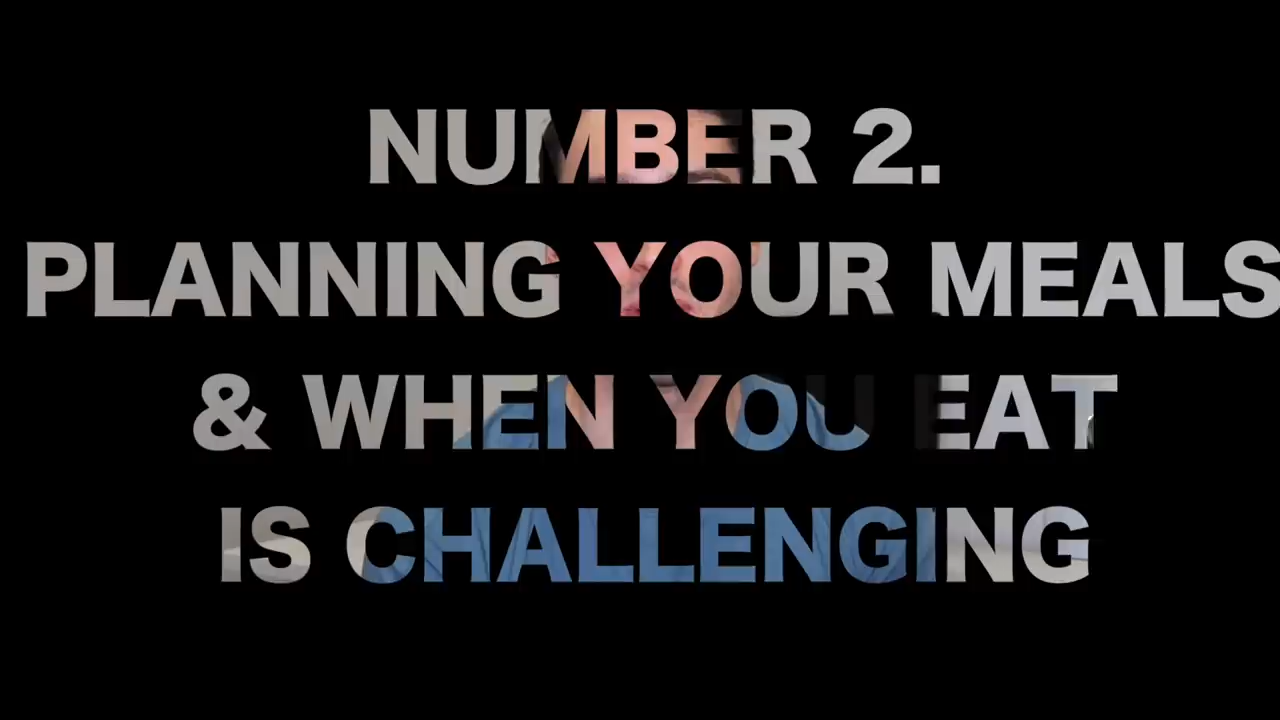 NUMBER 2.
PLANNING YOUR MEALS
& WHEN YOU EAT
IS CHALLENGING